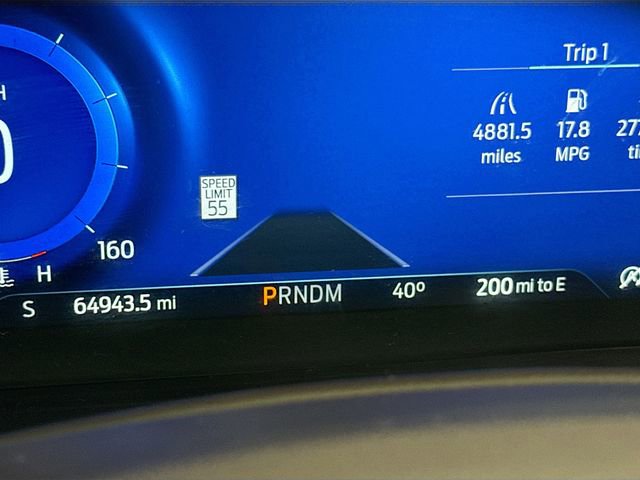 Trip 1
4881.5
miles
17.8
MPG
SPEED
LIMIT
55
160
H
S
64943.5 mi
PRNDM
40º
200 mi to E